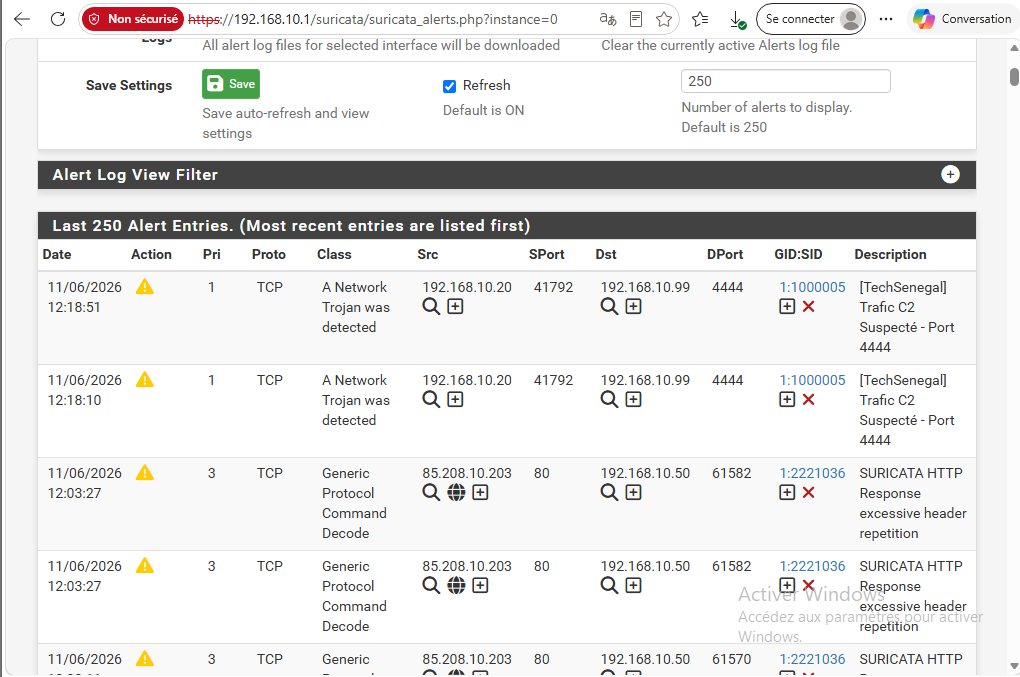 Non sécurisé https://192.168.10.1/suricata/suricata_alerts.php?instance=0 Se connecter Conversation
Logs All alert log files for selected interface will be downloaded Clear the currently active Alerts log file
Save Settings Save Refresh 250
Save auto-refresh and view settings Default is ON Number of alerts to display.
Default is 250
Alert Log View Filter
Last 250 Alert Entries. (Most recent entries are listed first)
Date Action Pri Proto Class Src SPort Dst DPort GID:SID Description
11/06/2026 1 TCP A Network 192.168.10.20 41792 192.168.10.99 4444 1:1000005 [TechSenegal]
12:18:51 Trojan was Trafic C2
detected Suspecté - Port
4444
11/06/2026 1 TCP A Network 192.168.10.20 41792 192.168.10.99 4444 1:1000005 [TechSenegal]
12:18:10 Trojan was Trafic C2
detected Suspecté - Port
4444
11/06/2026 3 TCP Generic 85.208.10.203 80 192.168.10.50 61582 1:2221036 SURICATA HTTP
12:03:27 Protocol Response
Command excessive header
Decode repetition
11/06/2026 3 TCP Generic 85.208.10.203 80 192.168.10.50 61582 1:2221036 SURICATA HTTP
12:03:27 Protocol Response
Command excessive header
Decode repetition
Activer Windows
Accédez aux paramètres pour activer
Windows.
11/06/2026 3 TCP Generic 85.208.10.203 80 192.168.10.50 61570 1:2221036 SURICATA HTTP